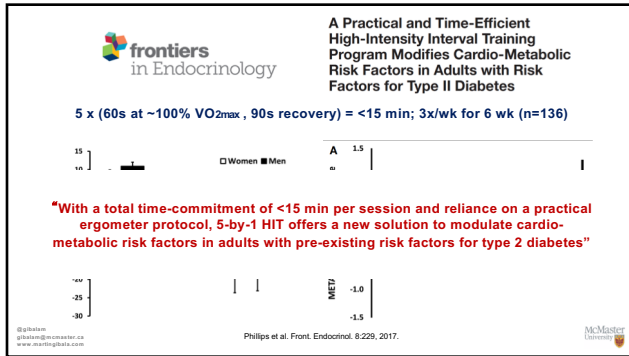 frontiers
in Endocrinology
A Practical and Time-Efficient
High-Intensity Interval Training
Program Modifies Cardio-Metabolic
Risk Factors in Adults with Risk
Factors for Type II Diabetes
5 x (60s at ~100% VO2max , 90s recovery) = <15 min; 3x/wk for 6 wk (n=136)
15
Women Men
A 1.5
"With a total time-commitment of <15 min per session and reliance on a practical
ergometer protocol, 5-by-1 HIT offers a new solution to modulate cardio-
metabolic risk factors in adults with pre-existing risk factors for type 2 diabetes”
-25
-30
META
-1.0
-1.5
@gibalam
gibalam@mcmaster.ca
www.martingibala.com
Phillips et al. Front. Endocrinol. 8:229, 2017.
McMaster
University